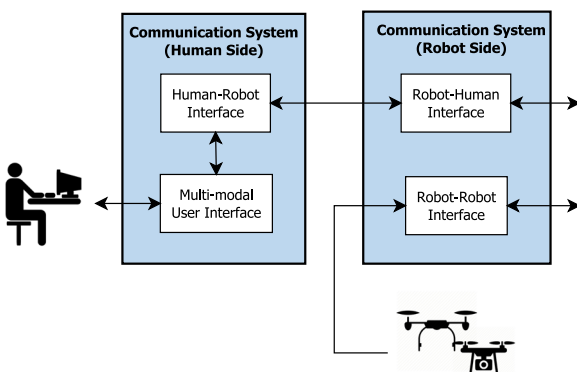 Communication System
(Human Side)
Human-Robot
Interface
Multi-modal
User Interface
Communication System
(Robot Side)
Robot-Human
Interface
Robot-Robot
Interface